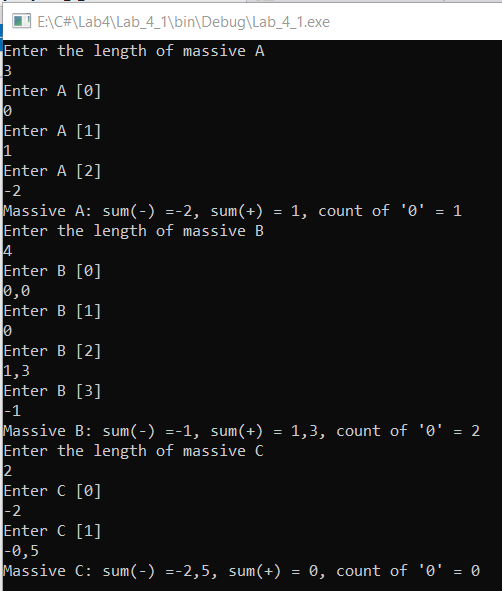 E:\C#\Lab4\Lab_4_1\bin\Debug\Lab_4_1.exe
Enter the length of massive A
3
Enter A [0]
0
Enter A [1]
1
Enter A [2]
-2
Massive A: sum(-) =-2, sum(+) = 1, count of '0' = 1
Enter the length of massive B
4
Enter B [0]
0,0
Enter B [1]
0
Enter B [2]
1,3
Enter B [3]
-1
Massive B: sum(-) =-1, sum(+) = 1,3, count of '0' = 2
Enter the length of massive C
2
Enter C [0]
-2
Enter C [1]
-0,5
Massive C: sum(-) =-2,5, sum(+) = 0, count of '0' = 0